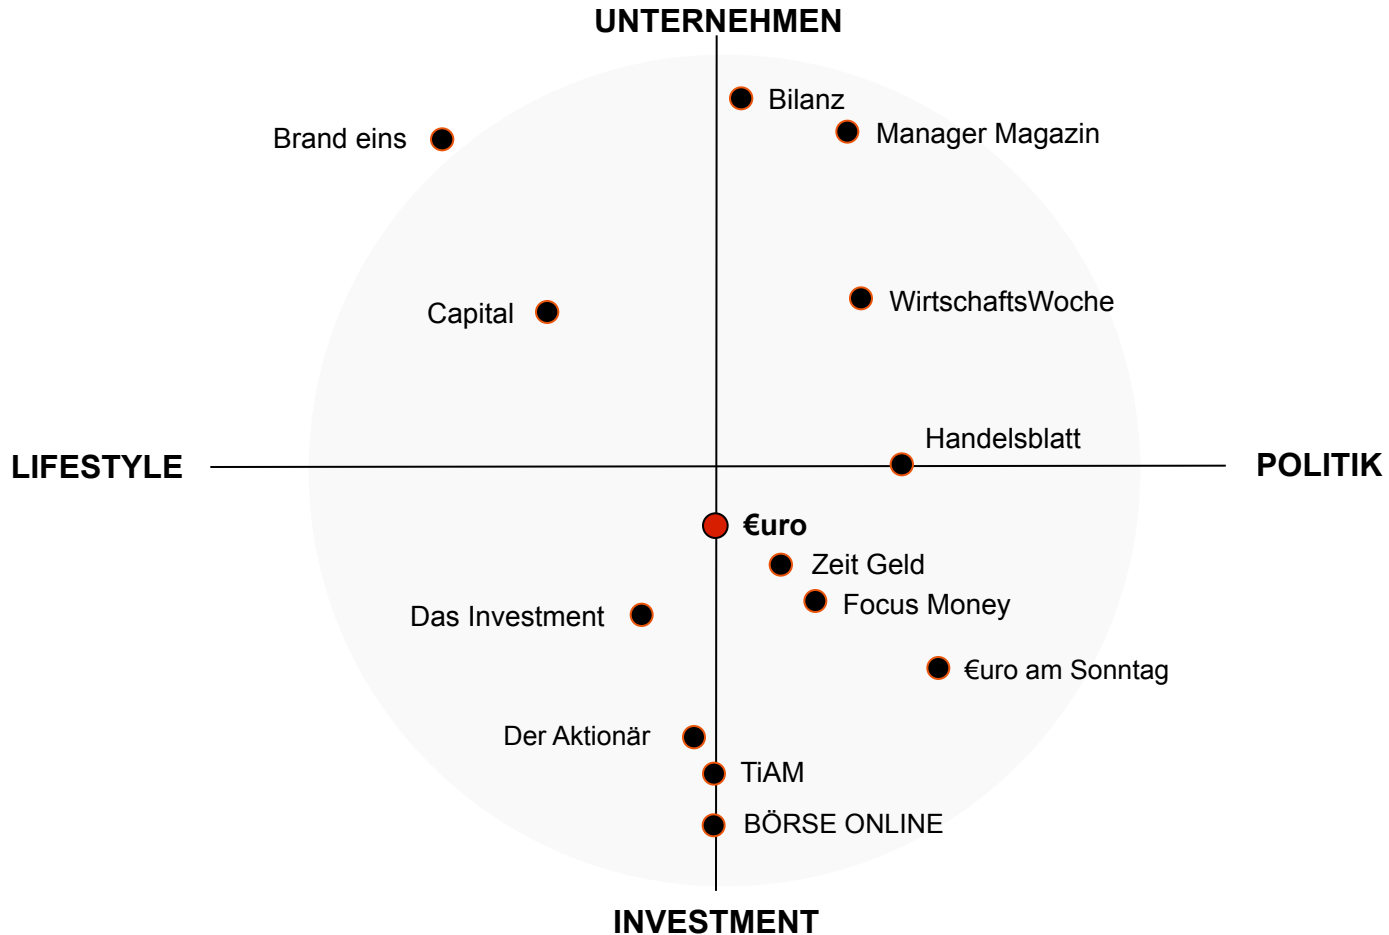 UNTERNEHMEN
Bilanz
Manager Magazin
Brand eins
WirtschaftsWoche
Capital
Handelsblatt
LIFESTYLE
POLITIK
€uro
Zeit Geld
Focus Money
Das Investment
€uro am Sonntag
Der Aktionär
TiAM
BÖRSE ONLINE
INVESTMENT